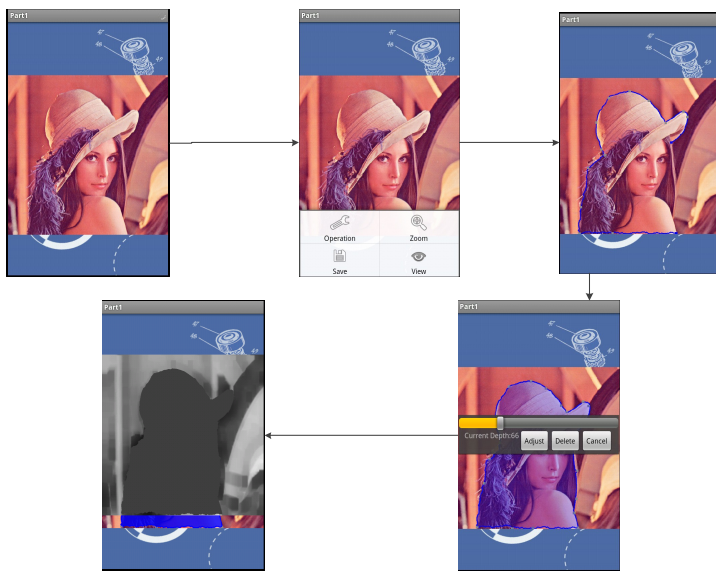 Part1
Part1
Operation
Zoom
Save
View
Part1
Part1
Part1
Current Depth:66
Adjust
Delete
Cancel